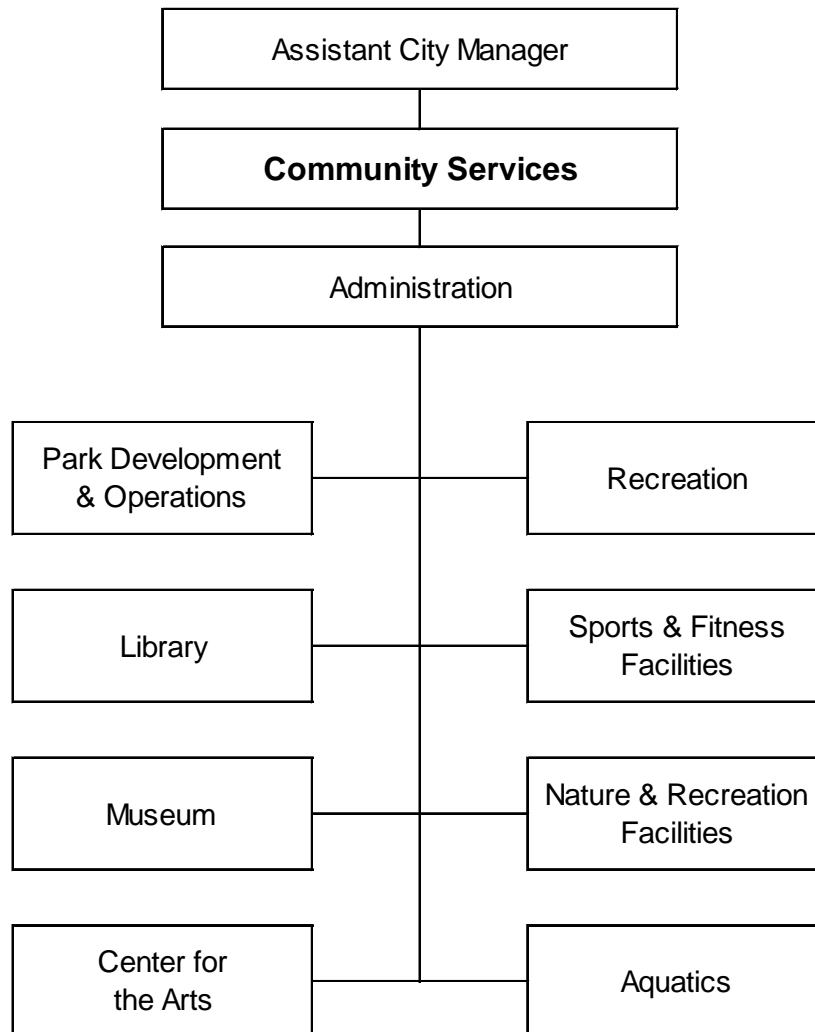 Assistant City Manager
Community Services
Administration
Park Development
& Operations
Recreation
Library
Sports & Fitness
Facilities
Museum
Nature & Recreation
Facilities
Center for
the Arts
Aquatics